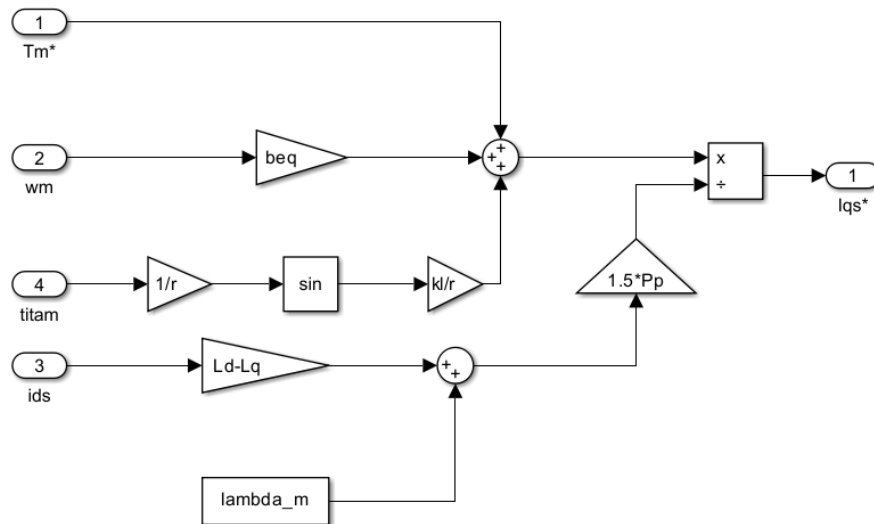 1
Tm*
+
+
+
x
÷
1
Iqs*
2
wm
beq
4
titam
1/r
sin
kl/r
1.5*Pp
3
ids
Ld-Lq
+
+
lambda_m